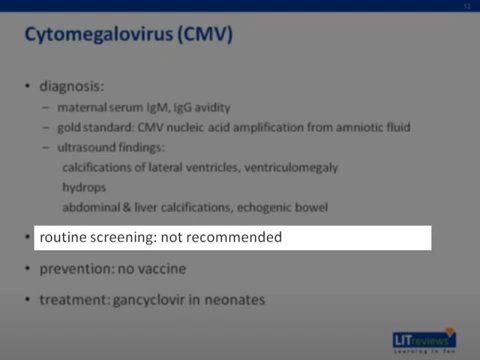 12
Cytomegalovirus (CMV)
• diagnosis:
– maternal serum IgM, IgG avidity
– gold standard: CMV nucleic acid amplification from amniotic fluid
– ultrasound findings:
calcifications of lateral ventricles, ventriculomegaly
hydrops
abdominal & liver calcifications, echogenic bowel
• routine screening: not recommended
• prevention: no vaccine
• treatment: gancyclovir in neonates
LITreviews
Learning in Ten